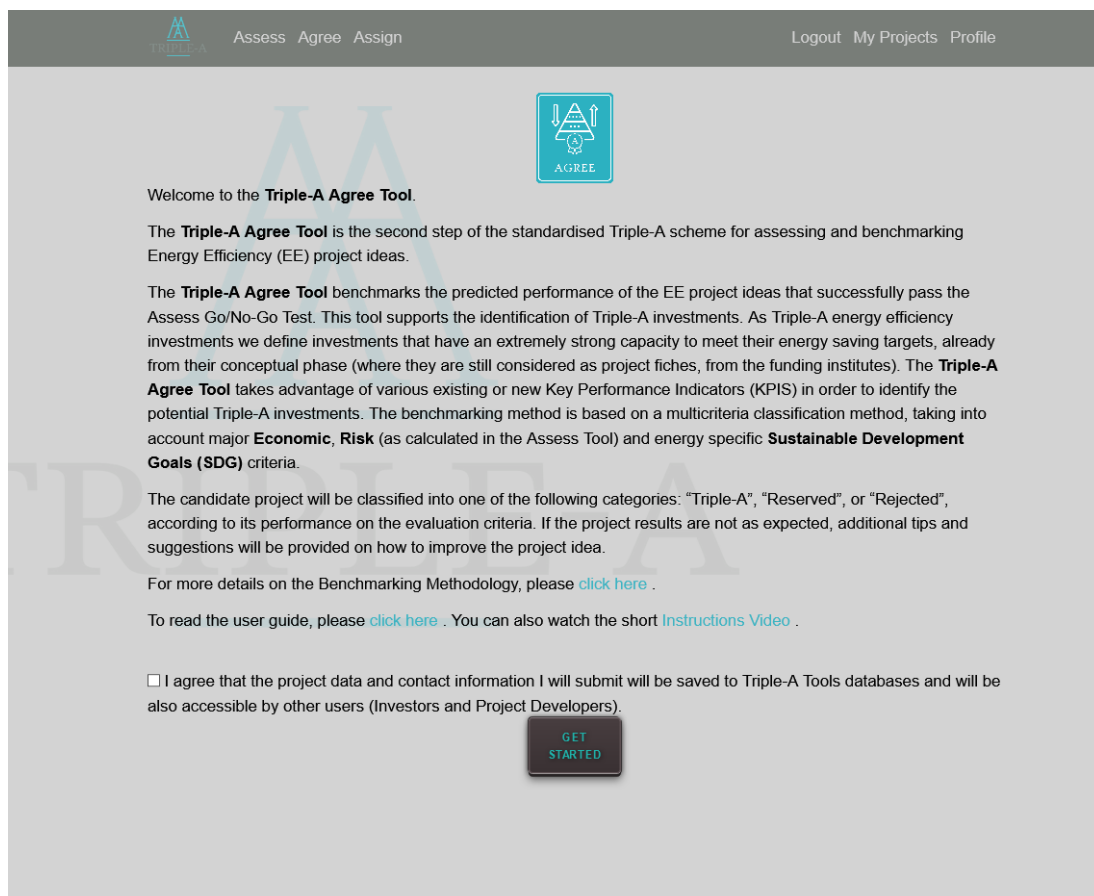 TRIPLE-A
Assess Agree Assign
Logout My Projects Profile
A
AGREE
Welcome to the Triple-A Agree Tool.
The Triple-A Agree Tool is the second step of the standardised Triple-A scheme for assessing and benchmarking
Energy Efficiency (EE) project ideas.
The Triple-A Agree Tool benchmarks the predicted performance of the EE project ideas that successfully pass the
Assess Go/No-Go Test. This tool supports the identification of Triple-A investments. As Triple-A energy efficiency
investments we define investments that have an extremely strong capacity to meet their energy saving targets, already
from their conceptual phase (where they are still considered as project fiches, from the funding institutes). The Triple-A
Agree Tool takes advantage of various existing or new Key Performance Indicators (KPIS) in order to identify the
potential Triple-A investments. The benchmarking method is based on a multicriteria classification method, taking into
account major Economic, Risk (as calculated in the Assess Tool) and energy specific Sustainable Development
Goals (SDG) criteria.
TRIPLE-A
The candidate project will be classified into one of the following categories: “Triple-A”, “Reserved”, or “Rejected”,
according to its performance on the evaluation criteria. If the project results are not as expected, additional tips and
suggestions will be provided on how to improve the project idea.
For more details on the Benchmarking Methodology, please click here .
To read the user guide, please click here . You can also watch the short Instructions Video .
I agree that the project data and contact information I will submit will be saved to Triple-A Tools databases and will be
also accessible by other users (Investors and Project Developers).
GET
STARTED